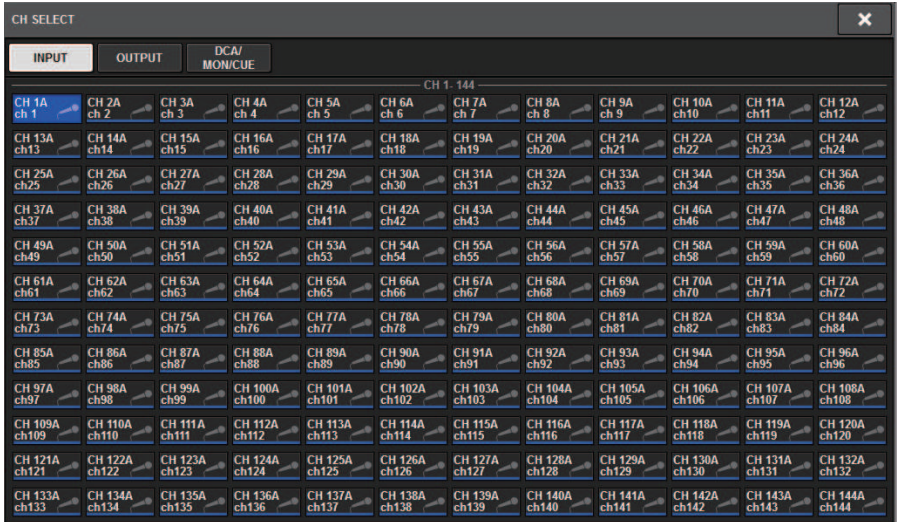 CH SELECT
INPUT OUTPUT DCA/
MON/CUE
CH 1- 144
CH 1A CH 2A CH 3A CH 4A CH 5A CH 6A CH 7A CH 8A CH 9A CH 10A CH 11A CH 12A
ch 1 ch 2 ch 3 ch 4 ch 5 ch 6 ch 7 ch 8 ch 9 ch10 ch11 ch12
CH 13A CH 14A CH 15A CH 16A CH 17A CH 18A CH 19A CH 20A CH 21A CH 22A CH 23A CH 24A
ch13 ch14 ch15 ch16 ch17 ch18 ch19 ch20 ch21 ch22 ch23 ch24
CH 25A CH 26A CH 27A CH 28A CH 29A CH 30A CH 31A CH 32A CH 33A CH 34A CH 35A CH 36A
ch25 ch26 ch27 ch28 ch29 ch30 ch31 ch32 ch33 ch34 ch35 ch36
CH 37A CH 38A CH 39A CH 40A CH 41A CH 42A CH 43A CH 44A CH 45A CH 46A CH 47A CH 48A
ch37 ch38 ch39 ch40 ch41 ch42 ch43 ch44 ch45 ch46 ch47 ch48
CH 49A CH 50A CH 51A CH 52A CH 53A CH 54A CH 55A CH 56A CH 57A CH 58A CH 59A CH 60A
ch49 ch50 ch51 ch52 ch53 ch54 ch55 ch56 ch57 ch58 ch59 ch60
CH 61A CH 62A CH 63A CH 64A CH 65A CH 66A CH 67A CH 68A CH 69A CH 70A CH 71A CH 72A
ch61 ch62 ch63 ch64 ch65 ch66 ch67 ch68 ch69 ch70 ch71 ch72
CH 73A CH 74A CH 75A CH 76A CH 77A CH 78A CH 79A CH 80A CH 81A CH 82A CH 83A CH 84A
ch73 ch74 ch75 ch76 ch77 ch78 ch79 ch80 ch81 ch82 ch83 ch84
CH 85A CH 86A CH 87A CH 88A CH 89A CH 90A CH 91A CH 92A CH 93A CH 94A CH 95A CH 96A
ch85 ch86 ch87 ch88 ch89 ch90 ch91 ch92 ch93 ch94 ch95 ch96
CH 97A CH 98A CH 99A CH 100A CH 101A CH 102A CH 103A CH 104A CH 105A CH 106A CH 107A CH 108A
ch97 ch98 ch99 ch100 ch101 ch102 ch103 ch104 ch105 ch106 ch107 ch108
CH 109A CH 110A CH 111A CH 112A CH 113A CH 114A CH 115A CH 116A CH 117A CH 118A CH 119A CH 120A
ch109 ch110 ch111 ch112 ch113 ch114 ch115 ch116 ch117 ch118 ch119 ch120
CH 121A CH 122A CH 123A CH 124A CH 125A CH 126A CH 127A CH 128A CH 129A CH 130A CH 131A CH 132A
ch121 ch122 ch123 ch124 ch125 ch126 ch127 ch128 ch129 ch130 ch131 ch132
CH 133A CH 134A CH 135A CH 136A CH 137A CH 138A CH 139A CH 140A CH 141A CH 142A CH 143A CH 144A
ch133 ch134 ch135 ch136 ch137 ch138 ch139 ch140 ch141 ch142 ch143 ch144